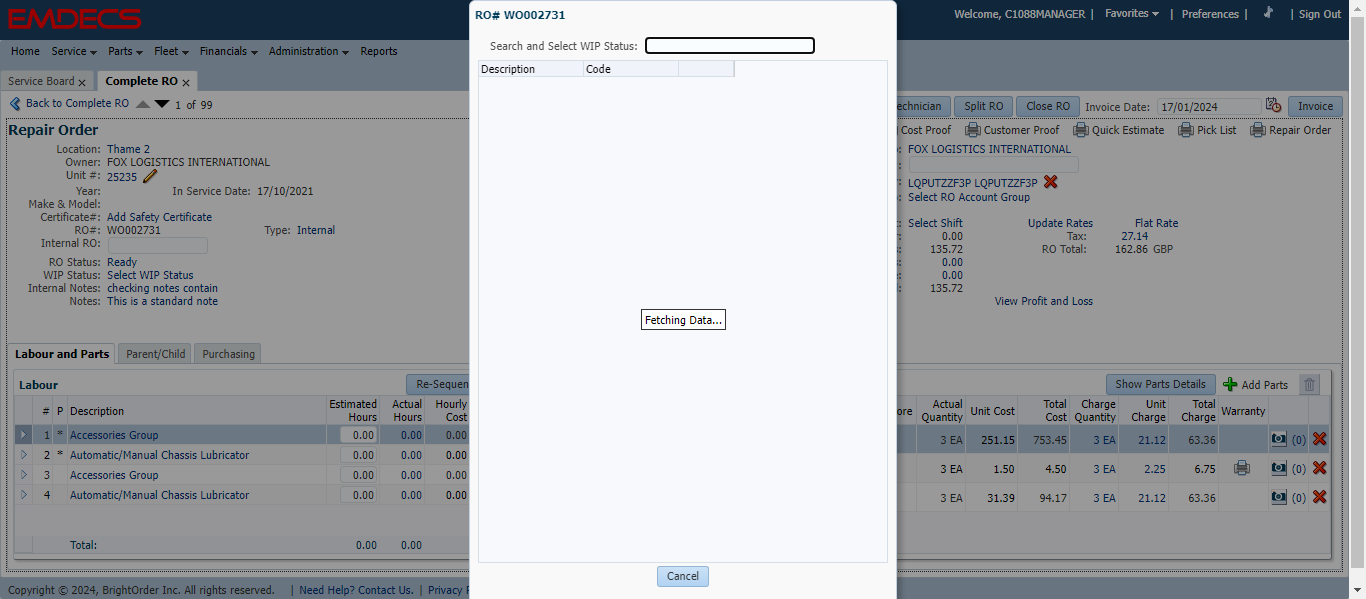 EMDECS
Welcome, C1088MANAGER | Favorites | Preferences | | Sign Out
Home Service Parts Fleet Financials Administration Reports
Service Board x Complete RO x
Back to Complete RO 1 of 99
Repair Order
Location: Thame 2
Owner: FOX LOGISTICS INTERNATIONAL
Unit #: 25235
Year: In Service Date: 17/10/2021
Make & Model:
Certificate#: Add Safety Certificate
RO#: WO002731 Type: Internal
Internal RO:
RO Status: Ready
WIP Status: Select WIP Status
Internal Notes: checking notes contain
Notes: This is a standard note
RO# WO002731
Search and Select WIP Status:
Description Code
Fetching Data...
Cancel
echnician Split RO Close RO Invoice Date: 17/01/2024 Invoice
Cost Proof Customer Proof Quick Estimate Pick List Repair Order
FOX LOGISTICS INTERNATIONAL
LQPUTZZF3P LQPUTZZF3P
Select RO Account Group
Select Shift Update Rates Flat Rate
0.00 Tax: 27.14
135.72 RO Total: 162.86 GBP
0.00
0.00
135.72
View Profit and Loss
Labour and Parts Parent/Child Purchasing
Labour Re-Sequen
# P Description Estimated Hours Actual Hours Hourly Cost
1 * Accessories Group 0.00 0.00 0.00
2 * Automatic/Manual Chassis Lubricator 0.00 0.00 0.00
3 Accessories Group 0.00 0.00 0.00
4 Automatic/Manual Chassis Lubricator 0.00 0.00 0.00
Total: 0.00 0.00
Show Parts Details Add Parts
ore Actual Quantity Unit Cost Total Cost Charge Quantity Unit Charge Total Charge Warranty
3 EA 251.15 753.45 3 EA 21.12 63.36 (0)
3 EA 1.50 4.50 3 EA 2.25 6.75 (0)
3 EA 31.39 94.17 3 EA 21.12 63.36 (0)
Copyright © 2024, BrightOrder Inc. All rights reserved. | Need Help? Contact Us. | Privacy